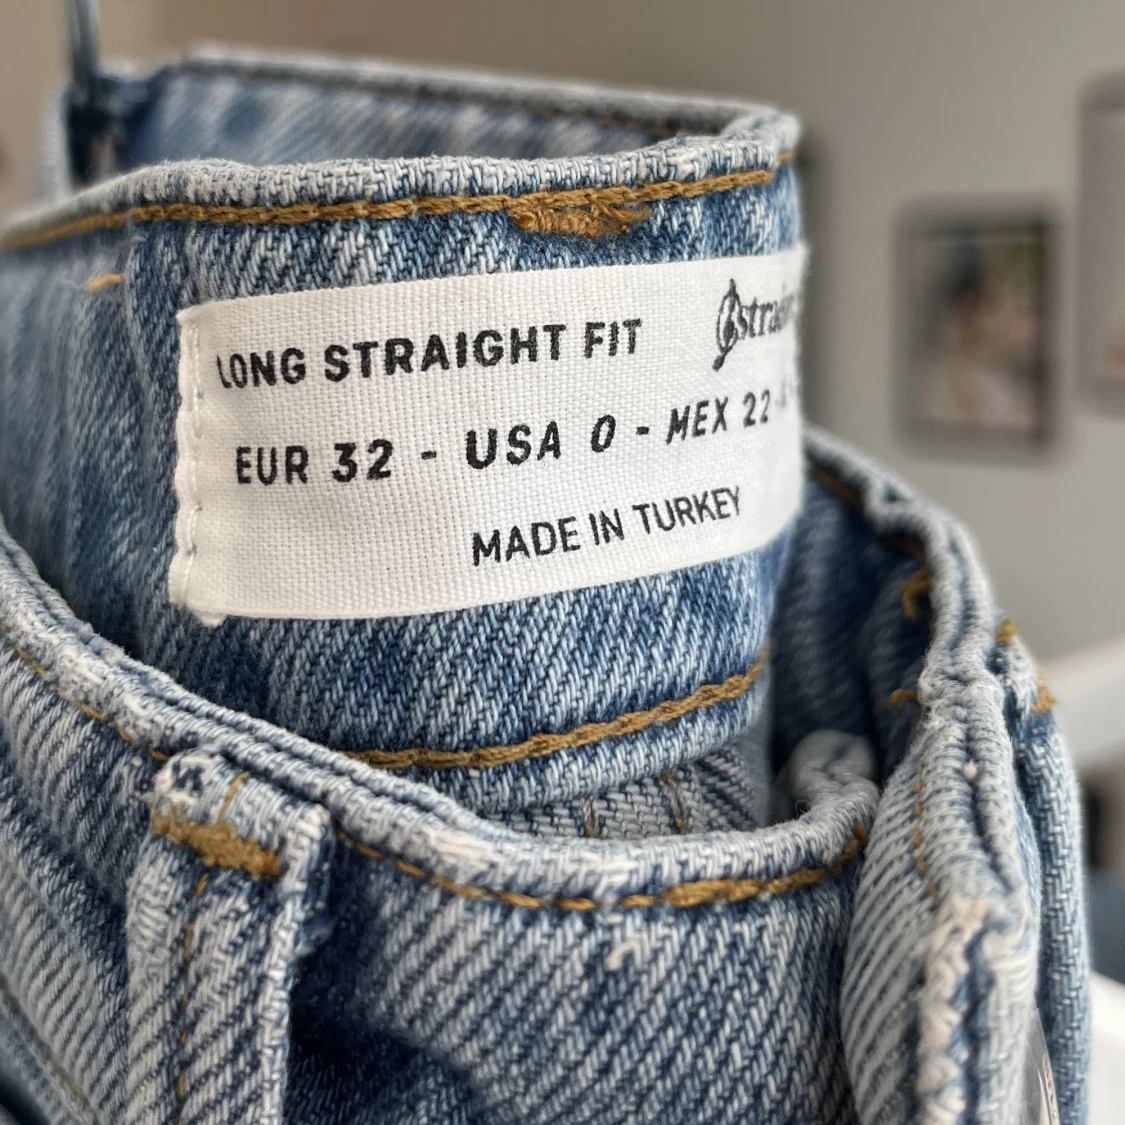 LONG STRAIGHT FIT
EUR 32 - USA 0 - MEX 22
MADE IN TURKEY